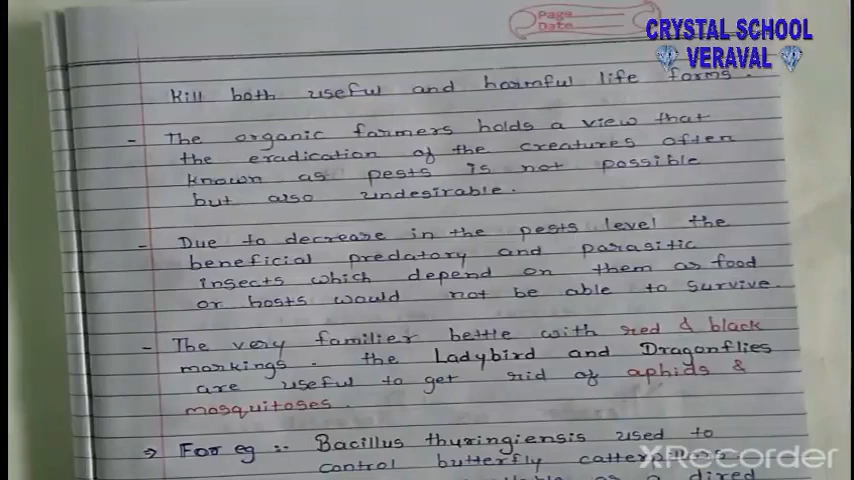 Page
Date
CRYSTAL SCHOOL
VERAVAL
Kill both useful and harmful life forms.
- The organic farmers holds a view that
the eradication of the creatures often
known as pests is not possible
but also undesirable.
- Due to decrease in the pests level the
beneficial predatory and parasitic
insects which depend on them as food
or hosts would not be able to survive.
- The very familier bettle with red & black
markings. the Ladybird and Dragonflies
are useful to get rid of aphids &
mosquitoses.
⇒ For eg :- Bacillus thuringiensis used to
control butterfly catterpillars
as a dired
XRecorder